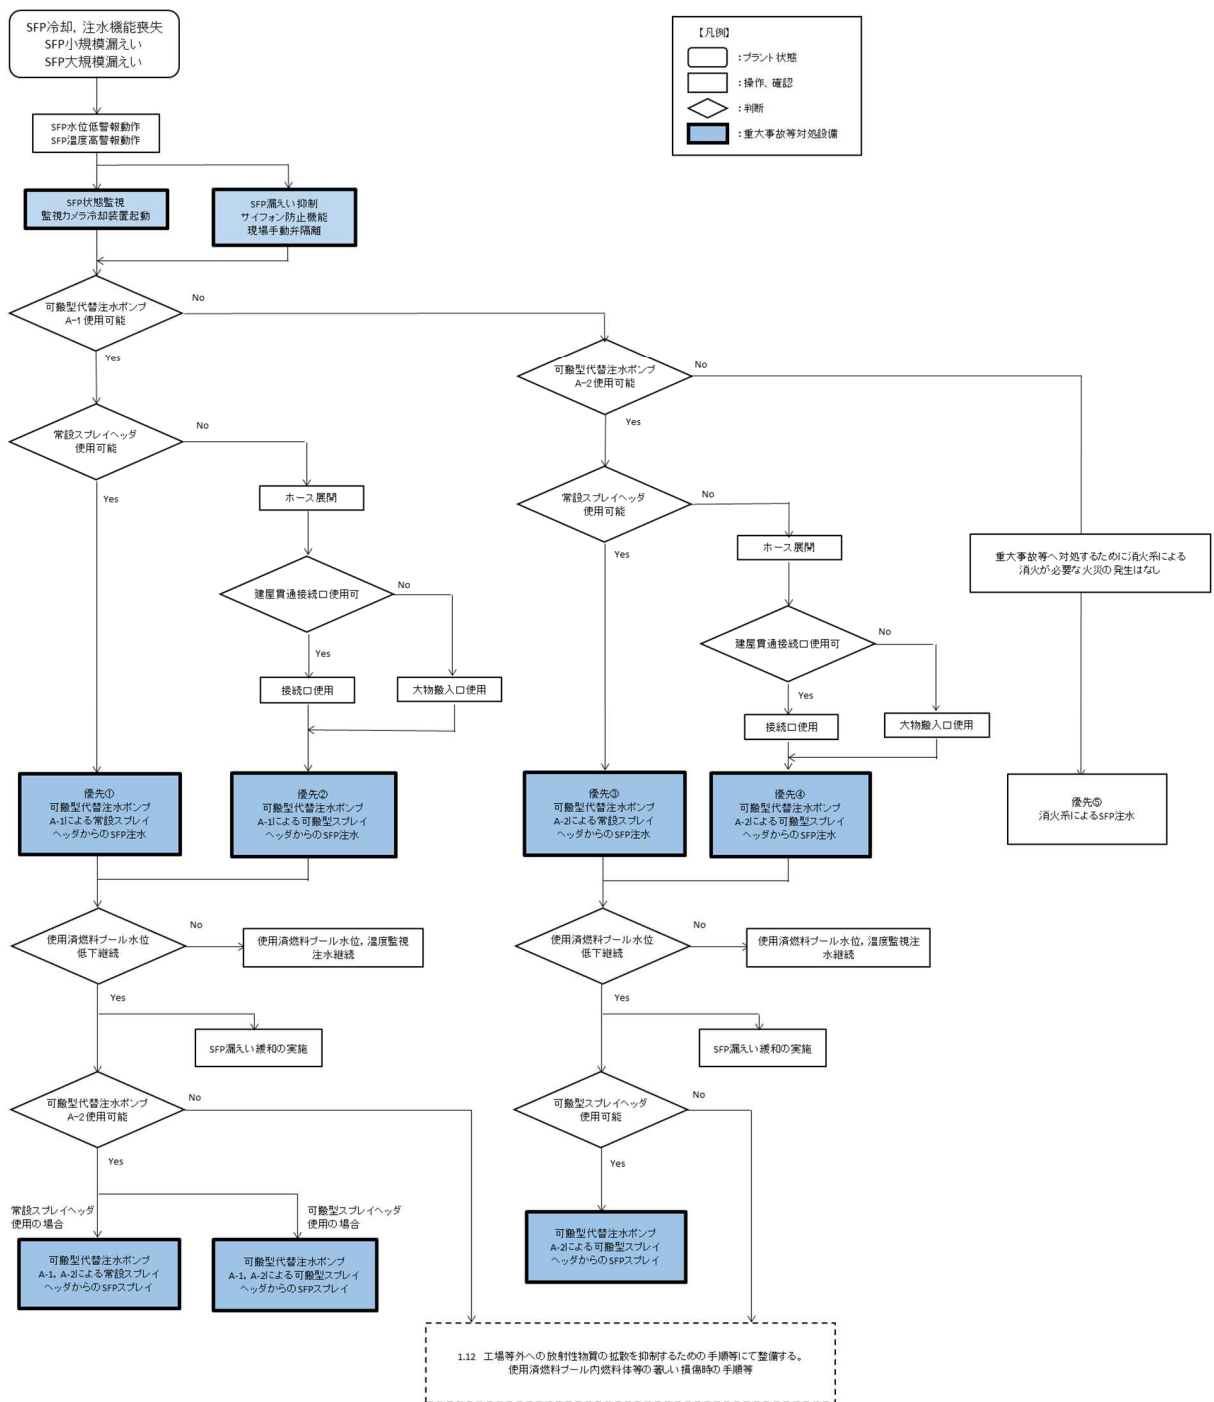 SFP冷却，注水機能喪失
SFP小規模漏えい
SFP大規模漏えい
【凡例】
：プラント状態
：操作、確認
：判断
：重大事故等対処設備
SFP水位低警報動作
SFP温度高警報動作
SFP状態監視
監視カメラ冷却装置起動
SFP漏えい抑制
サイフォン防止機能
現場手動弁隔離
可搬型代替注水ポンプ
A-1使用可能
No
Yes
可搬型代替注水ポンプ
A-2使用可能
No
Yes
常設スプレイヘッダ
使用可能
No
Yes
ホース展開
建屋貫通接続口使用可
No
Yes
接続口使用
大物搬入口使用
常設スプレイヘッダ
使用可能
No
Yes
ホース展開
建屋貫通接続口使用可
No
Yes
接続口使用
大物搬入口使用
重大事故等へ対処するために消火系による
消火が必要な火災の発生はなし
優先①
可搬型代替注水ポンプ
A-1による常設スプレイ
ヘッダからのSFP注水
優先②
可搬型代替注水ポンプ
A-1による可搬型スプレイ
ヘッダからのSFP注水
優先③
可搬型代替注水ポンプ
A-2による常設スプレイ
ヘッダからのSFP注水
優先④
可搬型代替注水ポンプ
A-2による可搬型スプレイ
ヘッダからのSFP注水
優先⑤
消火系によるSFP注水
使用済燃料プール水位
低下継続
No
Yes
使用済燃料プール水位，温度監視
注水継続
SFP漏えい緩和の実施
使用済燃料プール水位
低下継続
No
Yes
使用済燃料プール水位，温度監視注
水継続
SFP漏えい緩和の実施
可搬型代替注水ポンプ
A-2使用可能
No
Yes
常設スプレイヘッダ
使用の場合
可搬型スプレイヘッダ
使用の場合
可搬型代替注水ポンプ
A-1，A-2による常設スプレイ
ヘッダからのSFPスプレイ
可搬型代替注水ポンプ
A-1，A-2による可搬型スプレイ
ヘッダからのSFPスプレイ
可搬型スプレイヘッダ
使用可能
No
Yes
可搬型代替注水ポンプ
A-2による可搬型スプレイ
ヘッダからのSFPスプレイ
1.12 工場等外への放射性物質の拡散を抑制するための手順等にて整備する。
使用済燃料プール内燃料体等の著しい損傷時の手順等